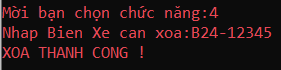 Mời bạn chọn chức năng:4
Nhap Bien Xe can xoa:B24-12345
XOA THANH CONG !